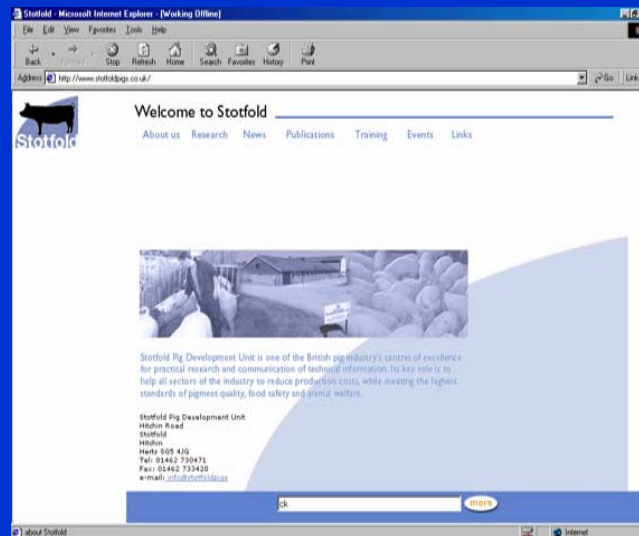 Stotfold - Microsoft Internet Explorer - [Working Offline]
File Edit View Favorites Tools Help
Back Forward Stop Refresh Home Search Favorites History Print
Address http://www.stotfoldpigs.co.uk/ Go Link
Stotfold
Welcome to Stotfold
About us Research News Publications Training Events Links
Stotfold Pig Development Unit is one of the British pig industry's centres of excellence
for practical research and communication of technical information. Its key role is to
help all sectors of the industry to reduce production costs, while meeting the highest
standards of pigmeat quality, food safety and animal welfare.
Stotfold Pig Development Unit
Hitchin Road
Stotfold
Hitchin
Herts SG5 4JG
Tel: 01462 730471
Fax: 01462 733420
e-mail: info@stotfoldpigs
ck more
about Stotfold Internet